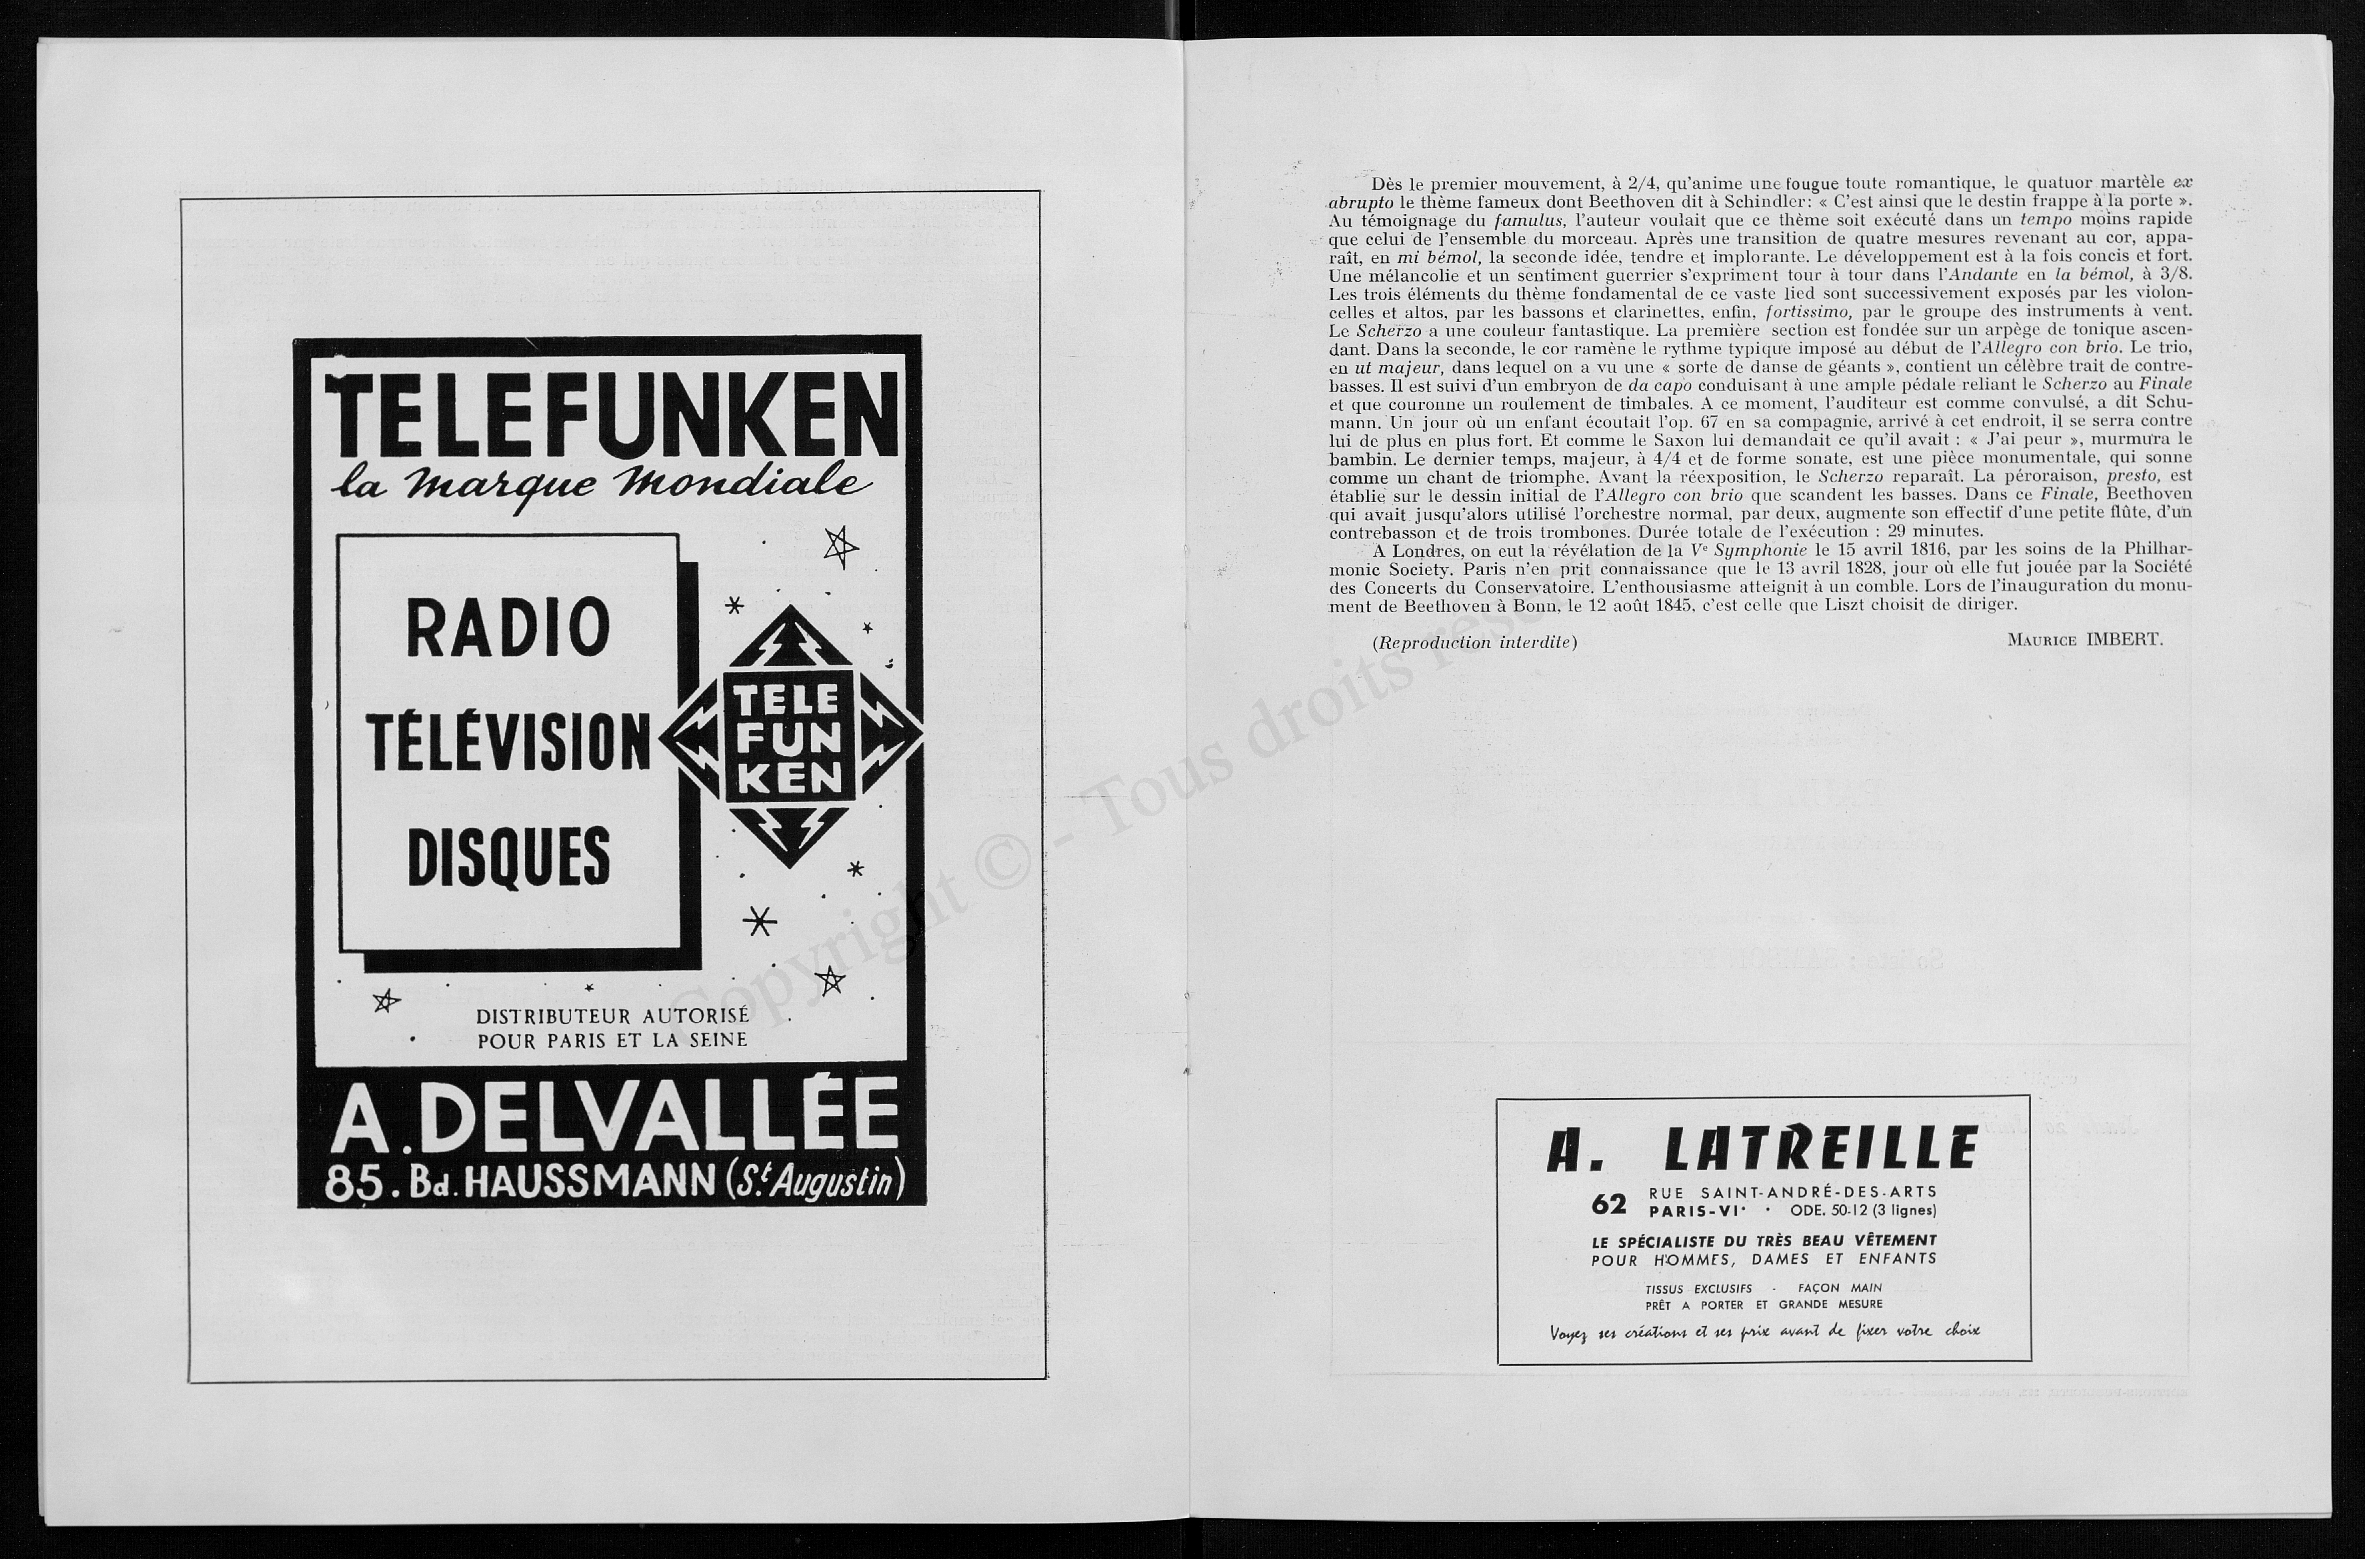 TELEFUNKEN
la marque mondiale
RADIO
TÉLÉVISION
DISQUES
TELE
FUN
KEN
DISTRIBUTEUR AUTORISÉ
POUR PARIS ET LA SEINE
A.DELVALLÉE
85. Bd. HAUSSMANN (St. Augustin)
Dès le premier mouvement, à 2/4, qu'anime une fougue toute romantique, le quatuor martèle ex
abrupto le thème fameux dont Beethoven dit à Schindler: « C'est ainsi que le destin frappe à la porte ».
Au témoignage du famulus, l'auteur voulait que ce thème soit exécuté dans un tempo moins rapide
que celui de l'ensemble du morceau. Après une transition de quatre mesures revenant au cor, appa-
raît, en mi bémol, la seconde idée, tendre et implorante. Le développement est à la fois concis et fort.
Une mélancolie et un sentiment guerrier s'expriment tour à tour dans l'Andante en la bémol, à 3/8.
Les trois éléments du thème fondamental de ce vaste lied sont successivement exposés par les violon-
celles et altos, par les bassons et clarinettes, enfin, fortissimo, par le groupe des instruments à vent.
Le Scherzo a une couleur fantastique. La première section est fondée sur un arpège de tonique ascen-
dant. Dans la seconde, le cor ramène le rythme typique imposé au début de l'Allegro con brio. Le trio,
en ut majeur, dans lequel on a vu une « sorte de danse de géants », contient un célèbre trait de contre-
basses. Il est suivi d'un embryon de da capo conduisant à une ample pédale reliant le Scherzo au Finale
et que couronne un roulement de timbales. A ce moment, l'auditeur est comme convulsé, a dit Schu-
mann. Un jour où un enfant écoutait l'op. 67 en sa compagnie, arrivé à cet endroit, il se serra contre
lui de plus en plus fort. Et comme le Saxon lui demandait ce qu'il avait : « J'ai peur », murmura le
bambin. Le dernier temps, majeur, à 4/4 et de forme sonate, est une pièce monumentale, qui sonne
comme un chant de triomphe. Avant la réexposition, le Scherzo reparaît. La péroraison, presto, est
établie sur le dessin initial de l'Allegro con brio que scandent les basses. Dans ce Finale, Beethoven
qui avait jusqu'alors utilisé l'orchestre normal, par deux, augmente son effectif d'une petite flûte, d'un
contrebasson et de trois trombones. Durée totale de l'exécution : 29 minutes.
A Londres, on eut la révélation de la Ve Symphonie le 15 avril 1816, par les soins de la Philhar-
monic Society. Paris n'en prit connaissance que le 13 avril 1828, jour où elle fut jouée par la Société
des Concerts du Conservatoire. L'enthousiasme atteignit à un comble. Lors de l'inauguration du monu-
ment de Beethoven à Bonn, le 12 août 1845, c'est celle que Liszt choisit de diriger.
(Reproduction interdite) MAURICE IMBERT.
A. LATREILLE
62 RUE SAINT-ANDRÉ-DES-ARTS
PARIS-VI• • ODE. 50-12 (3 lignes)
LE SPÉCIALISTE DU TRÈS BEAU VÊTEMENT
POUR HOMMES, DAMES ET ENFANTS
TISSUS EXCLUSIFS - FAÇON MAIN
PRÊT A PORTER ET GRANDE MESURE
Voyez ses créations et ses prix avant de fixer votre choix
Copyright © - Tous droits